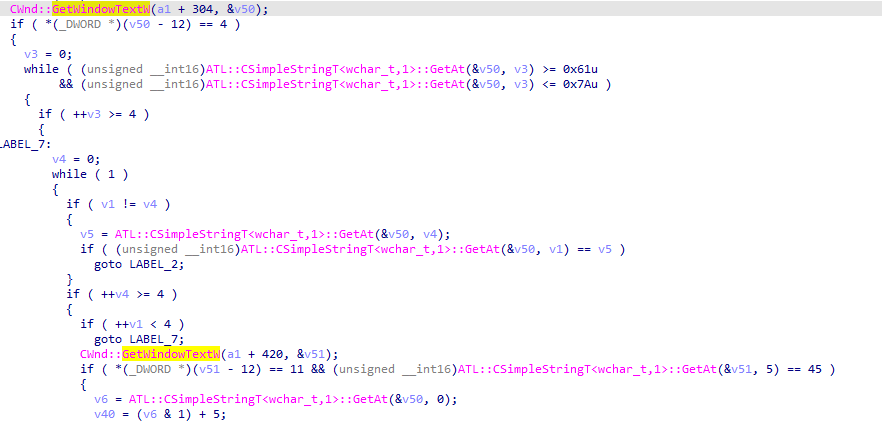 CWnd::GetWindowTextW(a1 + 304, &v50);
if ( *(_DWORD *)(v50 - 12) == 4 )
{
v3 = 0;
while ( (unsigned __int16)ATL::CSimpleStringT<wchar_t,1>::GetAt(&v50, v3) >= 0x61u
&& (unsigned __int16)ATL::CSimpleStringT<wchar_t,1>::GetAt(&v50, v3) <= 0x7Au )
{
if ( ++v3 >= 4 )
{
LABEL_7:
v4 = 0;
while ( 1 )
{
if ( v1 != v4 )
{
v5 = ATL::CSimpleStringT<wchar_t,1>::GetAt(&v50, v4);
if ( (unsigned __int16)ATL::CSimpleStringT<wchar_t,1>::GetAt(&v50, v1) == v5 )
goto LABEL_2;
}
if ( ++v4 >= 4 )
{
if ( ++v1 < 4 )
goto LABEL_7;
CWnd::GetWindowTextW(a1 + 420, &v51);
if ( *(_DWORD *)(v51 - 12) == 11 && (unsigned __int16)ATL::CSimpleStringT<wchar_t,1>::GetAt(&v51, 5) == 45 )
{
v6 = ATL::CSimpleStringT<wchar_t,1>::GetAt(&v50, 0);
v40 = (v6 & 1) + 5;